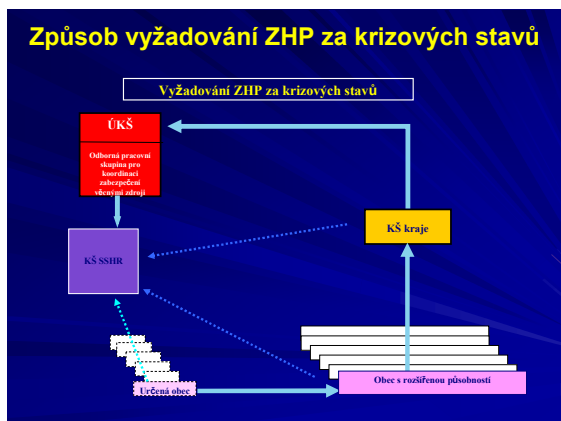 Způsob vyžadování ZHP za krizových stavů
Vyžadování ZHP za krizových stavů
ÚKŠ
Odborná pracovní
skupina pro
koordinaci
zabezpečení
věcnými zdroji
KŠ kraje
KŠ SSHR
Určená obec
Obec s rozšířenou působností